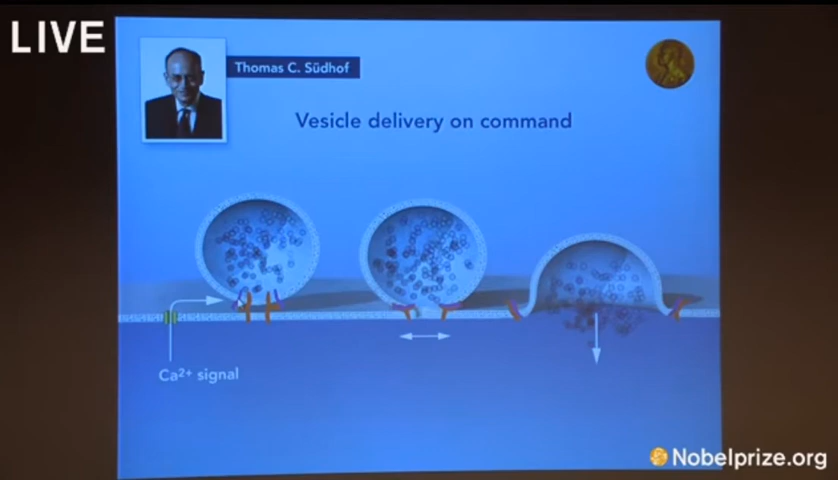 LIVE
Thomas C. Südhof
Vesicle delivery on command
Ca²⁺ signal
Nobelprize.org